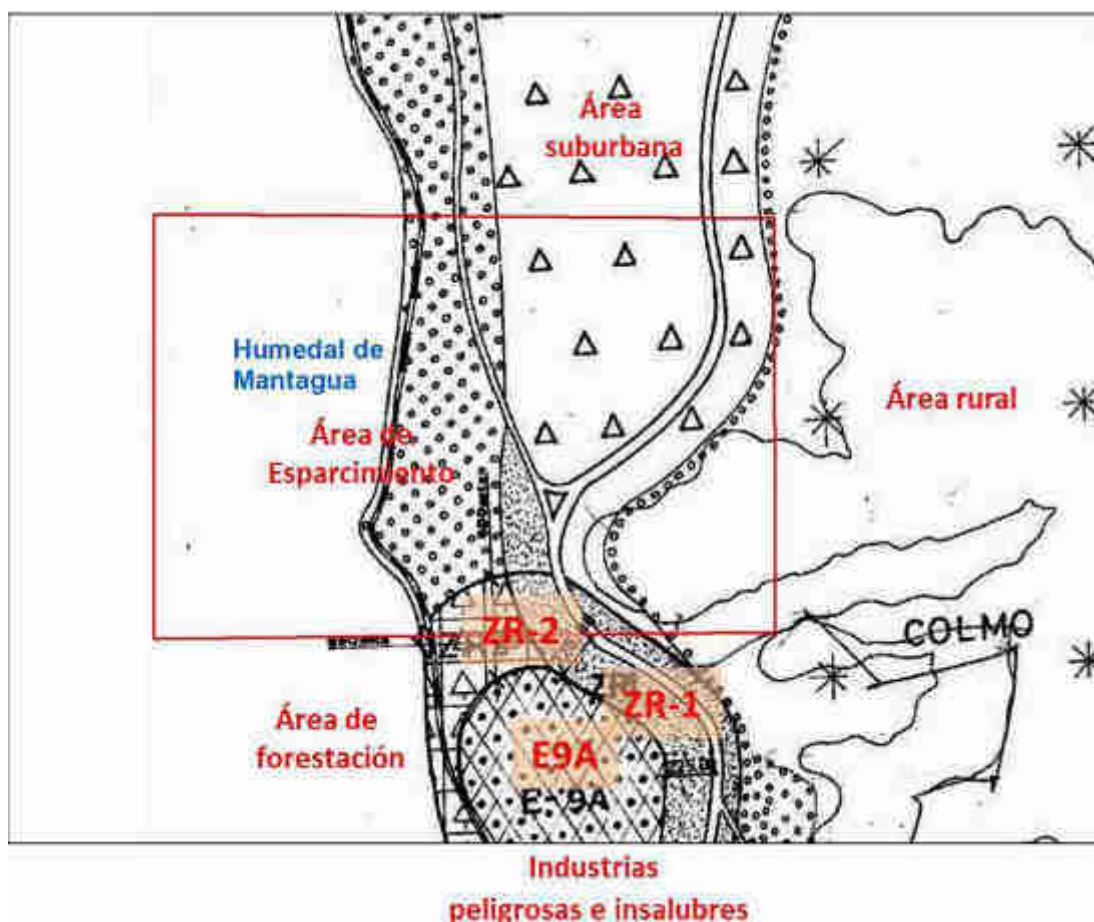 Área
suburbana
Humedal de
Mantagua
Área de
Esparcimiento
Área rural
ZR-2
COLMO
ZR-1
Área de
forestación
E9A
E-9A
Industrias
peligrosas e insalubres